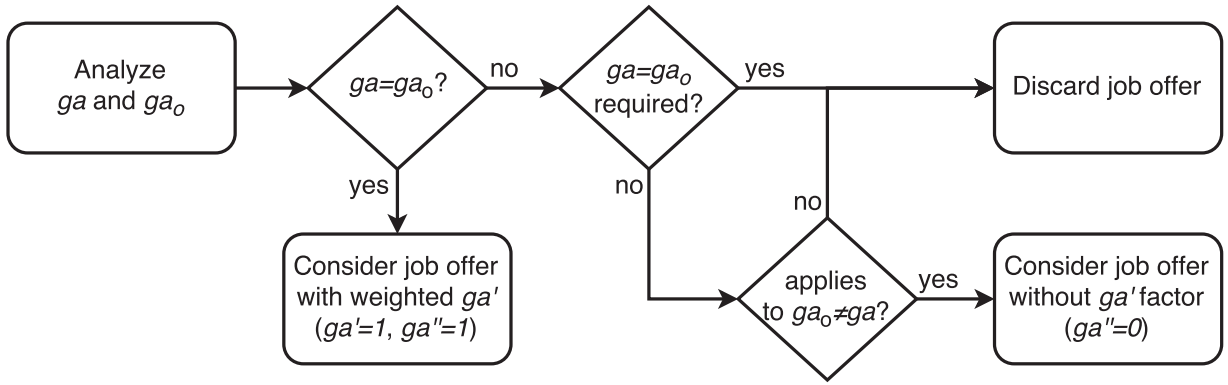 Analyze
ga and gaₒ
ga=gaₒ?
no
yes
ga=gaₒ
required?
yes
no
Discard job offer
no
applies
to gaₒ≠ga?
yes
Consider job offer
with weighted ga'
(ga'=1, ga''=1)
Consider job offer
without ga' factor
(ga''=0)